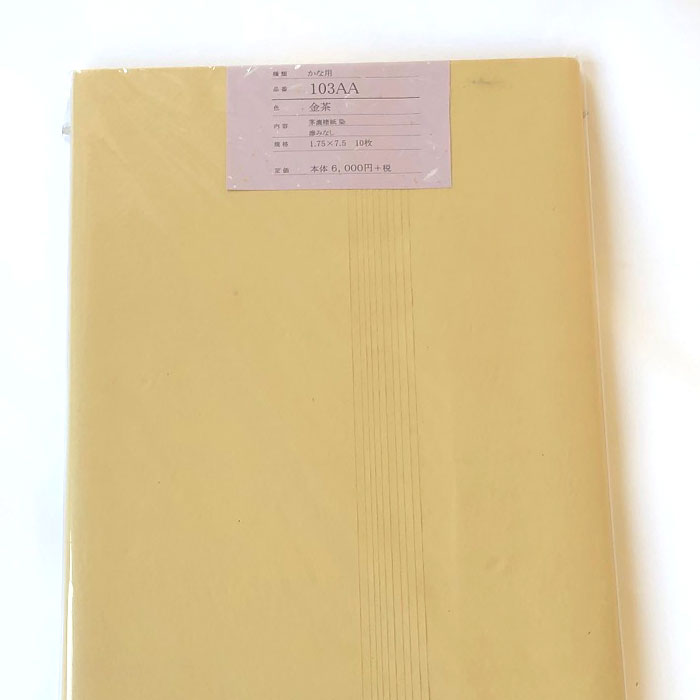 種類 かな用
品番 103AA
色 金茶
内容 美濃楮紙 染
滲みなし
規格 1.75×7.5 10枚
定価 本体 6,000円+税